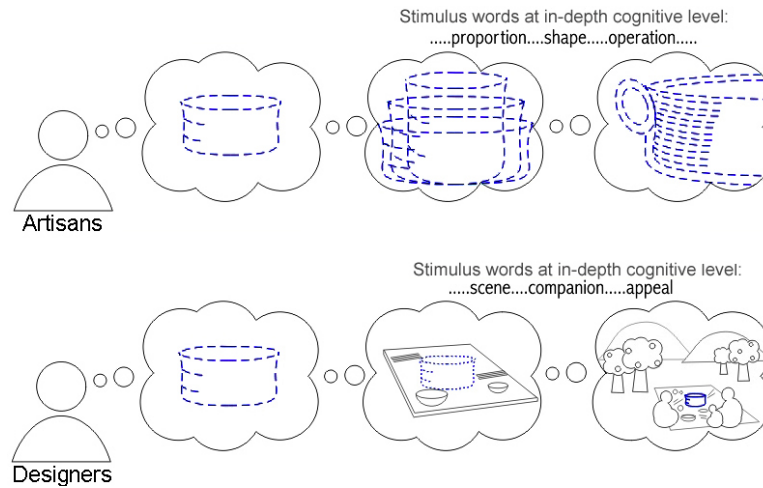 Stimulus words at in-depth cognitive level:
.....proportion....shape.....operation.....
Artisans
Stimulus words at in-depth cognitive level:
.....scene....companion.....appeal
Designers